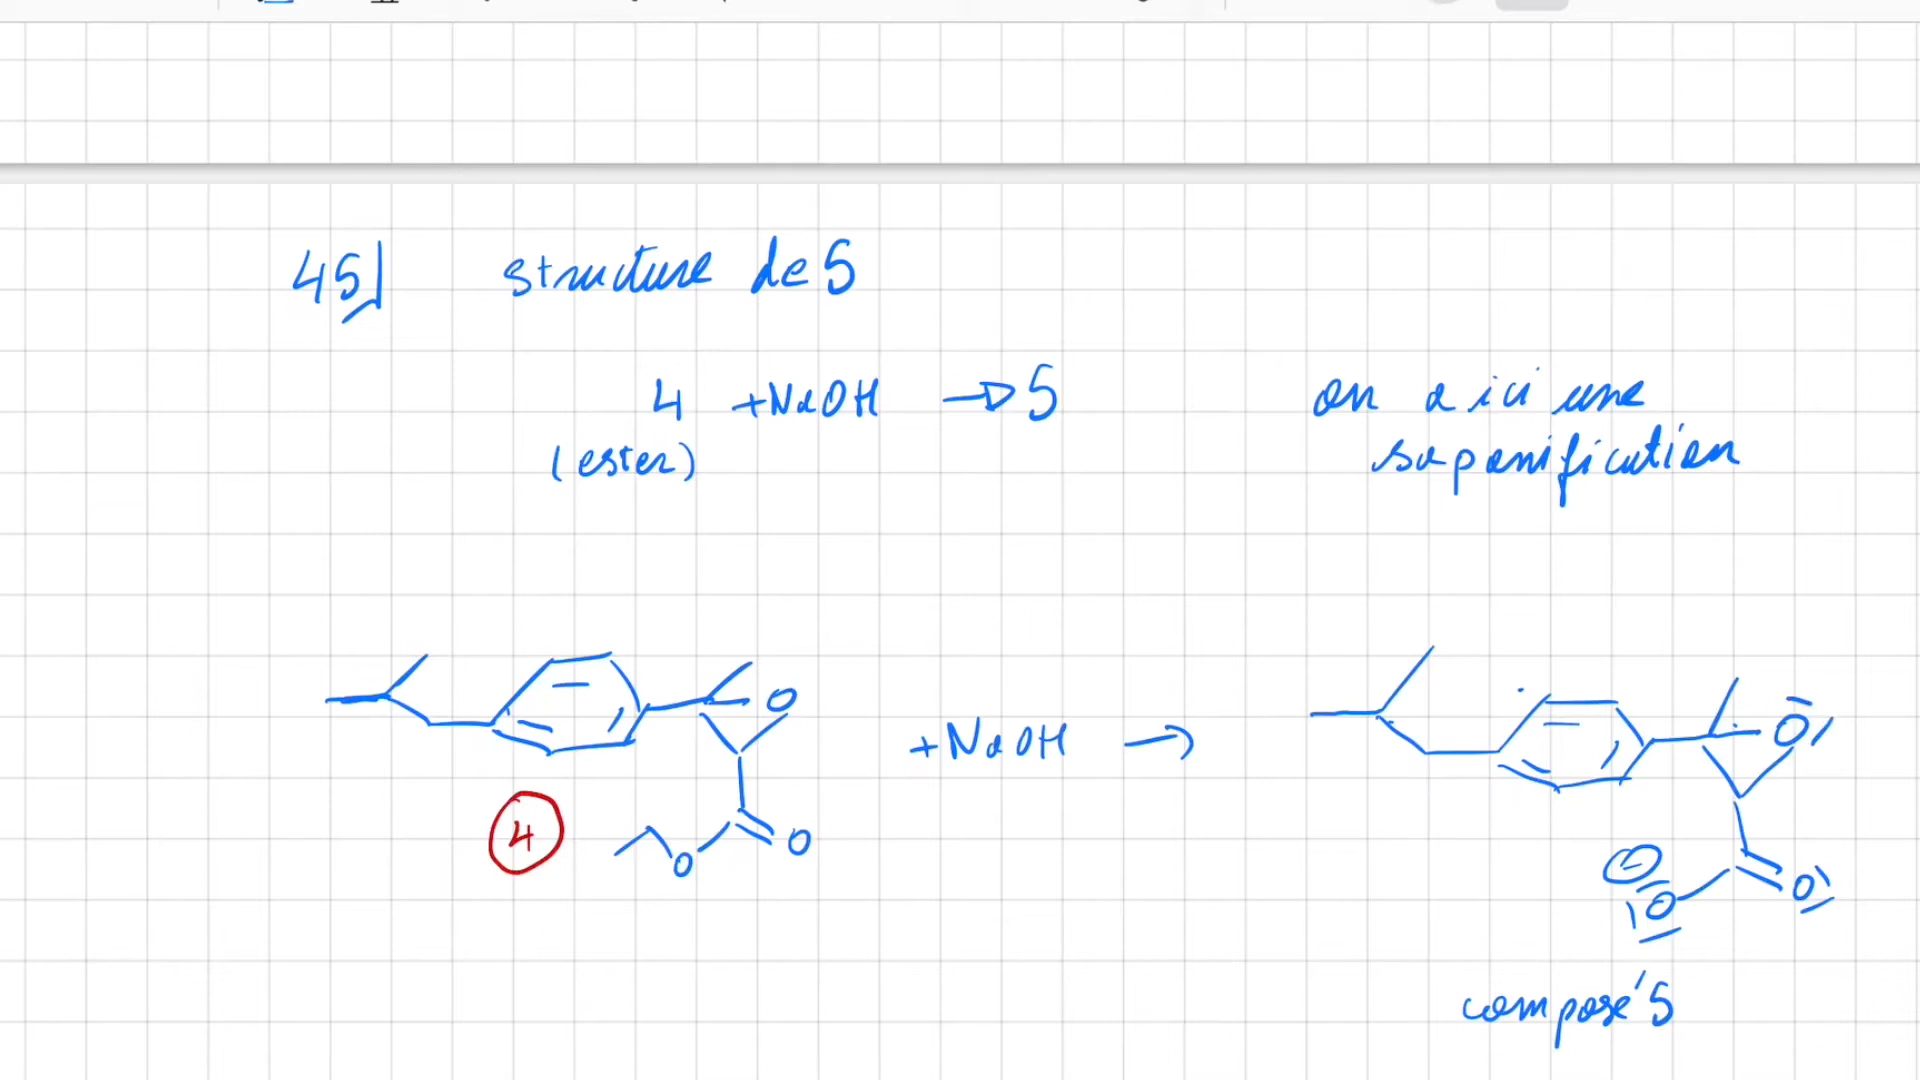 45) structure de 5
4 +NaOH → 5 on a ici une
(ester) saponification
O
+NaOH →
O
O
O
4
O
⊖
O
O
composé 5